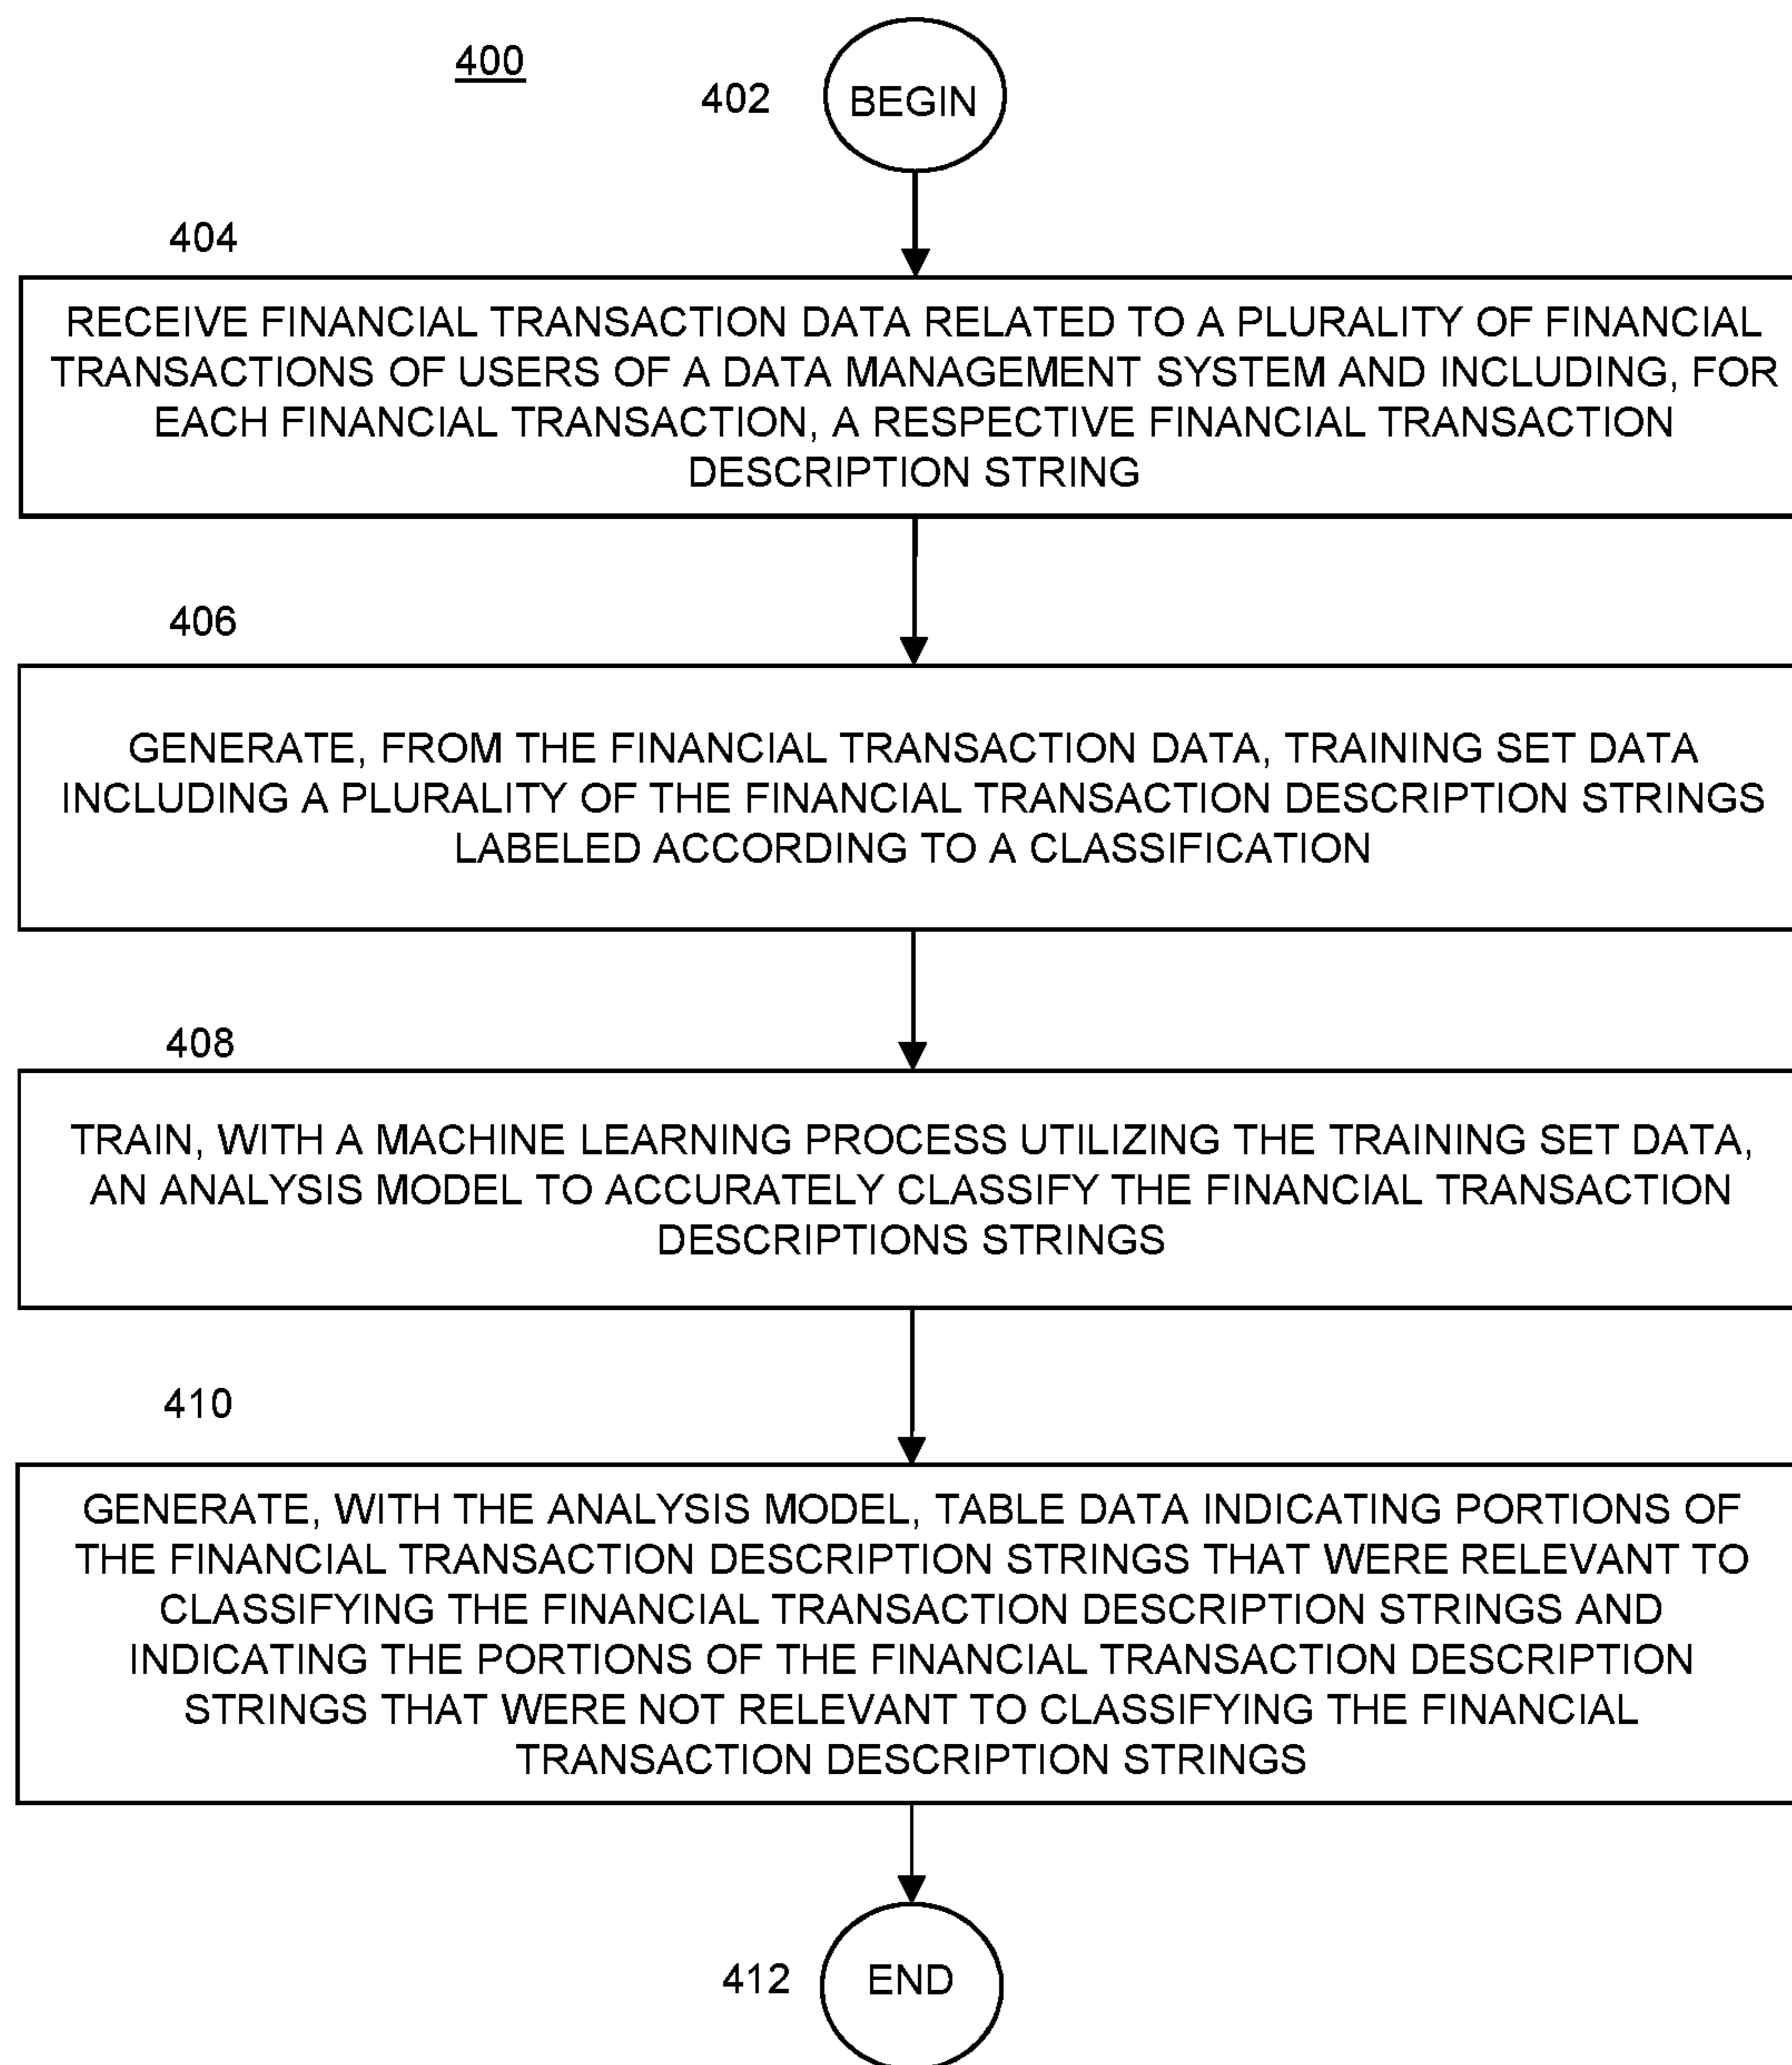 400
402
BEGIN
404
RECEIVE FINANCIAL TRANSACTION DATA RELATED TO A PLURALITY OF FINANCIAL
TRANSACTIONS OF USERS OF A DATA MANAGEMENT SYSTEM AND INCLUDING, FOR
EACH FINANCIAL TRANSACTION, A RESPECTIVE FINANCIAL TRANSACTION
DESCRIPTION STRING
406
GENERATE, FROM THE FINANCIAL TRANSACTION DATA, TRAINING SET DATA
INCLUDING A PLURALITY OF THE FINANCIAL TRANSACTION DESCRIPTION STRINGS
LABELED ACCORDING TO A CLASSIFICATION
408
TRAIN, WITH A MACHINE LEARNING PROCESS UTILIZING THE TRAINING SET DATA,
AN ANALYSIS MODEL TO ACCURATELY CLASSIFY THE FINANCIAL TRANSACTION
DESCRIPTIONS STRINGS
410
GENERATE, WITH THE ANALYSIS MODEL, TABLE DATA INDICATING PORTIONS OF
THE FINANCIAL TRANSACTION DESCRIPTION STRINGS THAT WERE RELEVANT TO
CLASSIFYING THE FINANCIAL TRANSACTION DESCRIPTION STRINGS AND
INDICATING THE PORTIONS OF THE FINANCIAL TRANSACTION DESCRIPTION
STRINGS THAT WERE NOT RELEVANT TO CLASSIFYING THE FINANCIAL
TRANSACTION DESCRIPTION STRINGS
412
END